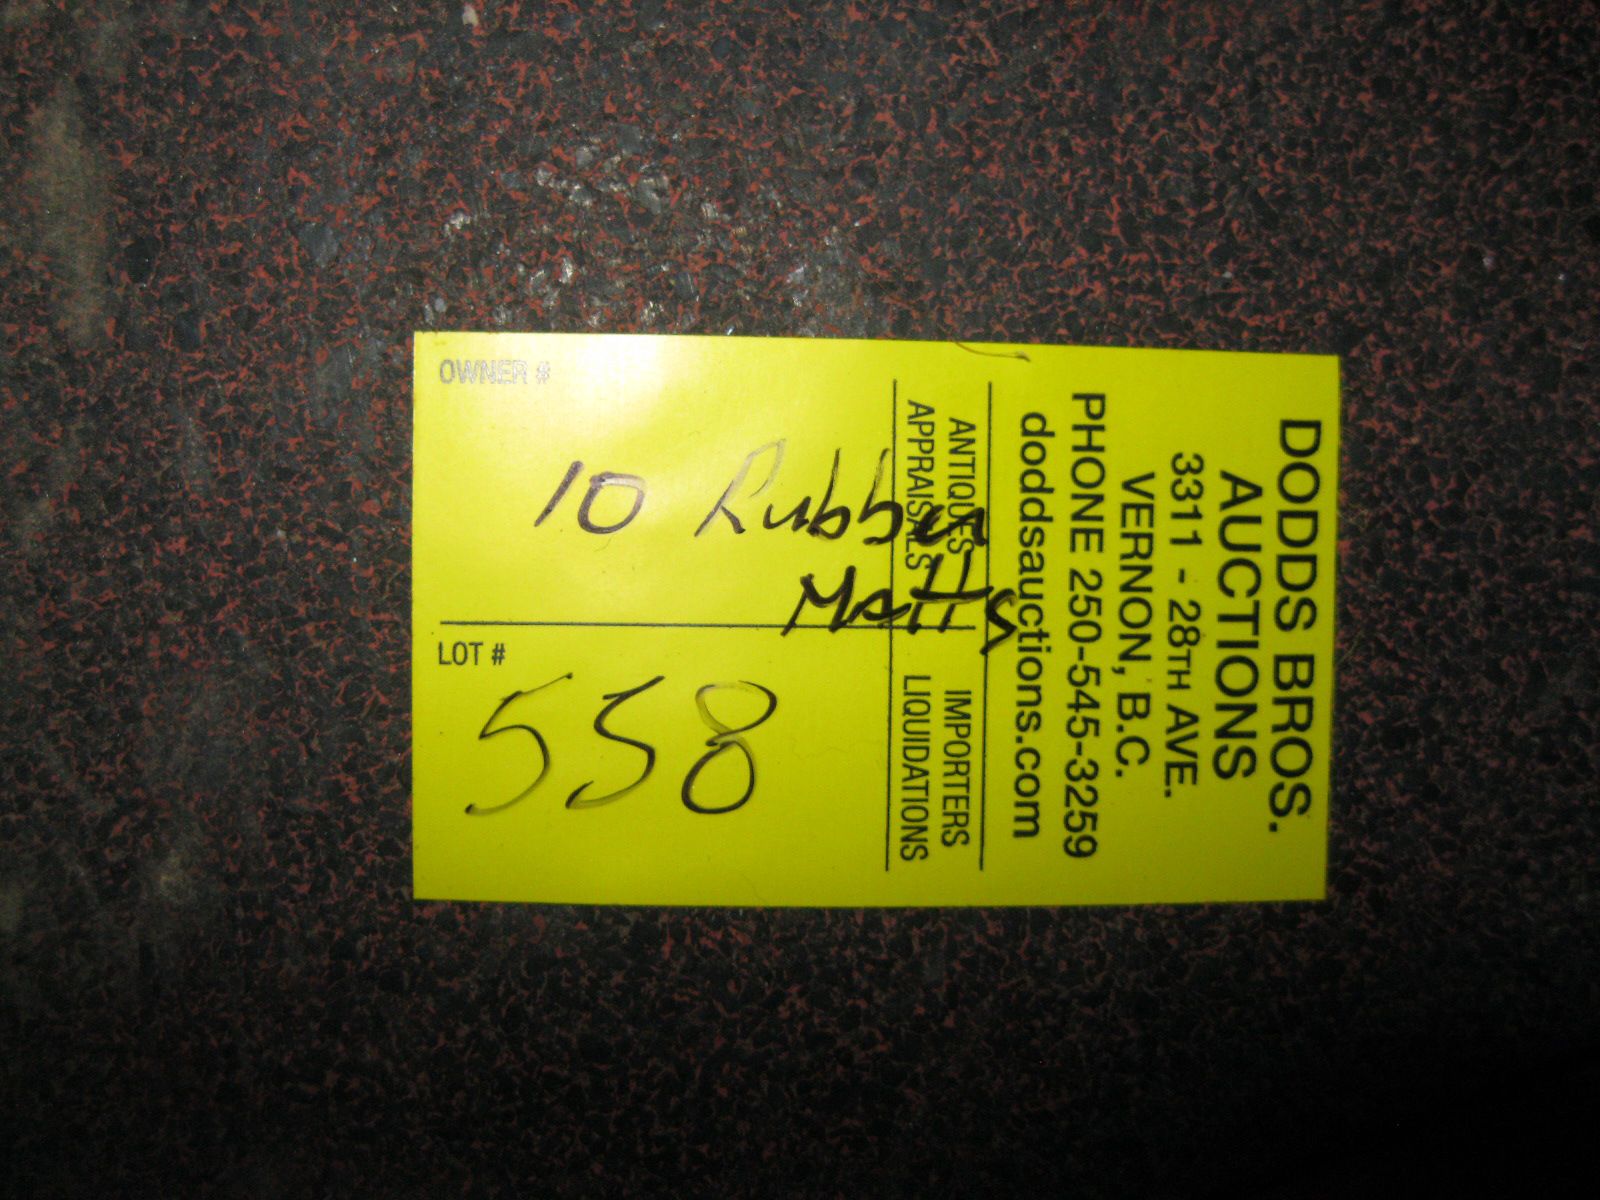 DODDS BROS.
AUCTIONS
3311 - 28TH AVE.
VERNON, B.C.
PHONE 250-545-3259
doddsauctions.com
ANTIQUES IMPORTERS
APPRAISALS LIQUIDATIONS
OWNER #
10 Rubber
Matts
LOT #
558